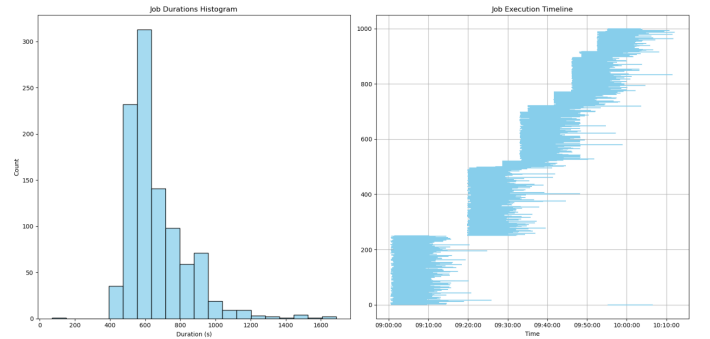 Job Durations Histogram
300
250
200
150
100
50
0
Count
0 200 400 600 800 1000 1200 1400 1600
Duration (s)
Job Execution Timeline
1000
800
600
400
200
0
09:00:00 09:10:00 09:20:00 09:30:00 09:40:00 09:50:00 10:00:00 10:10:00
Time